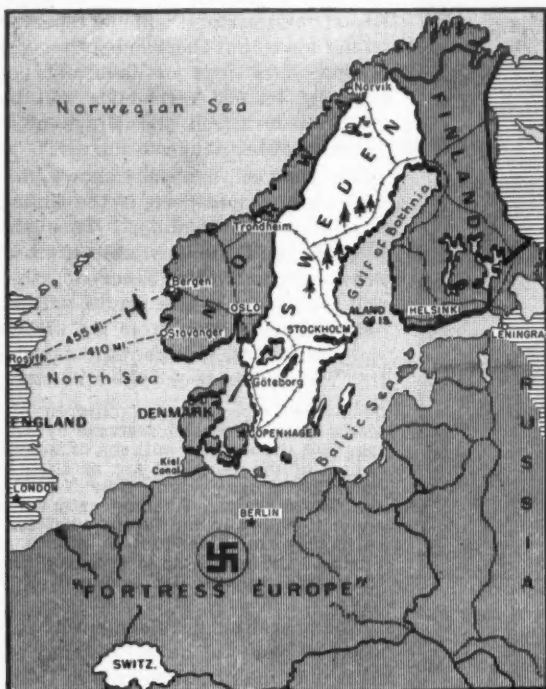 Norwegian Sea
Narvik
NORWAY
SWEDEN
FINLAND
Gulf of Bothnia
Trondheim
Bergen
OSLO
Stavanger
455 MI.
410 MI.
Rosyth
North Sea
STOCKHOLM
ALAND IS.
HELSINKI
LENINGRA
Göteborg
Baltic Sea
DENMARK
COPENHAGEN
ENGLAND
Kiel
Canal
LONDON
BERLIN
RUSSIA
"FORTRESS EUROPE"
SWITZ.